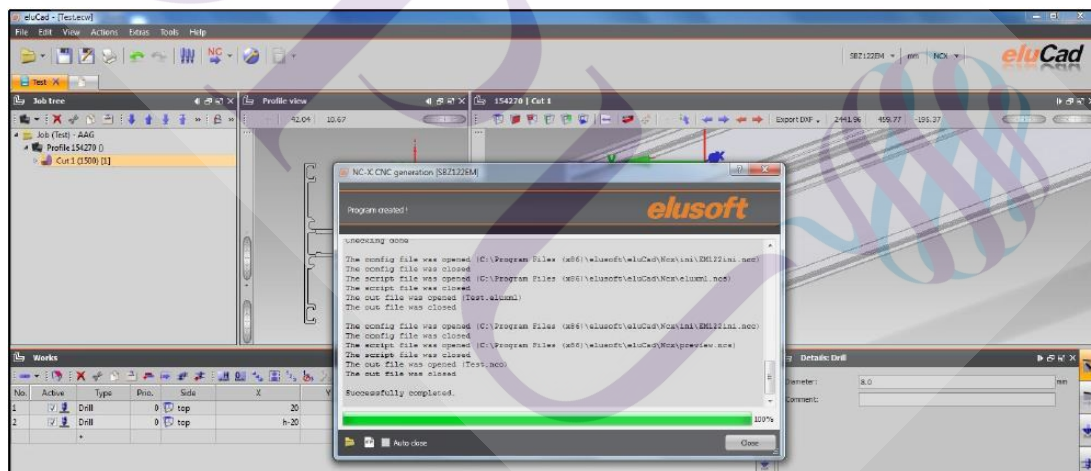 eluCad - [Test.ecw]
File Edit View Actions Extras Tools Help
NC
SBZ122EM mm NCX
eluCad
Test
Job tree
Profile view
154270 | Cut 1
42.04 10.67
Export DXF
2441.96 459.77 -195.37
Job (Test) - AAG
Profile 154270 ()
Cut 1 (1500) [1]
NC-X CNC generation [SBZ122EM]
Program created !
elusoft
Checking done
The config file was opened (C:\Program Files (x86)\elusoft\eluCad\Ncx\ini\EM122ini.ncc)
The config file was closed
The script file was opened (C:\Program Files (x86)\elusoft\eluCad\Ncx\eluxml.ncs)
The script file was closed
The out file was opened (Test.eluxml)
The out file was closed
The config file was opened (C:\Program Files (x86)\elusoft\eluCad\Ncx\ini\EM122ini.ncc)
The config file was closed
The script file was opened (C:\Program Files (x86)\elusoft\eluCad\Ncx\preview.ncs)
The script file was closed
The out file was opened (Test.nco)
The out file was closed
Successfully completed.
100%
Auto close
Close
Works
No. Active Type Prio. Side X Y
1 Drill 0 top 20
2 Drill 0 top h-20
Details: Drill
Diameter: 8.0 mm
Comment: